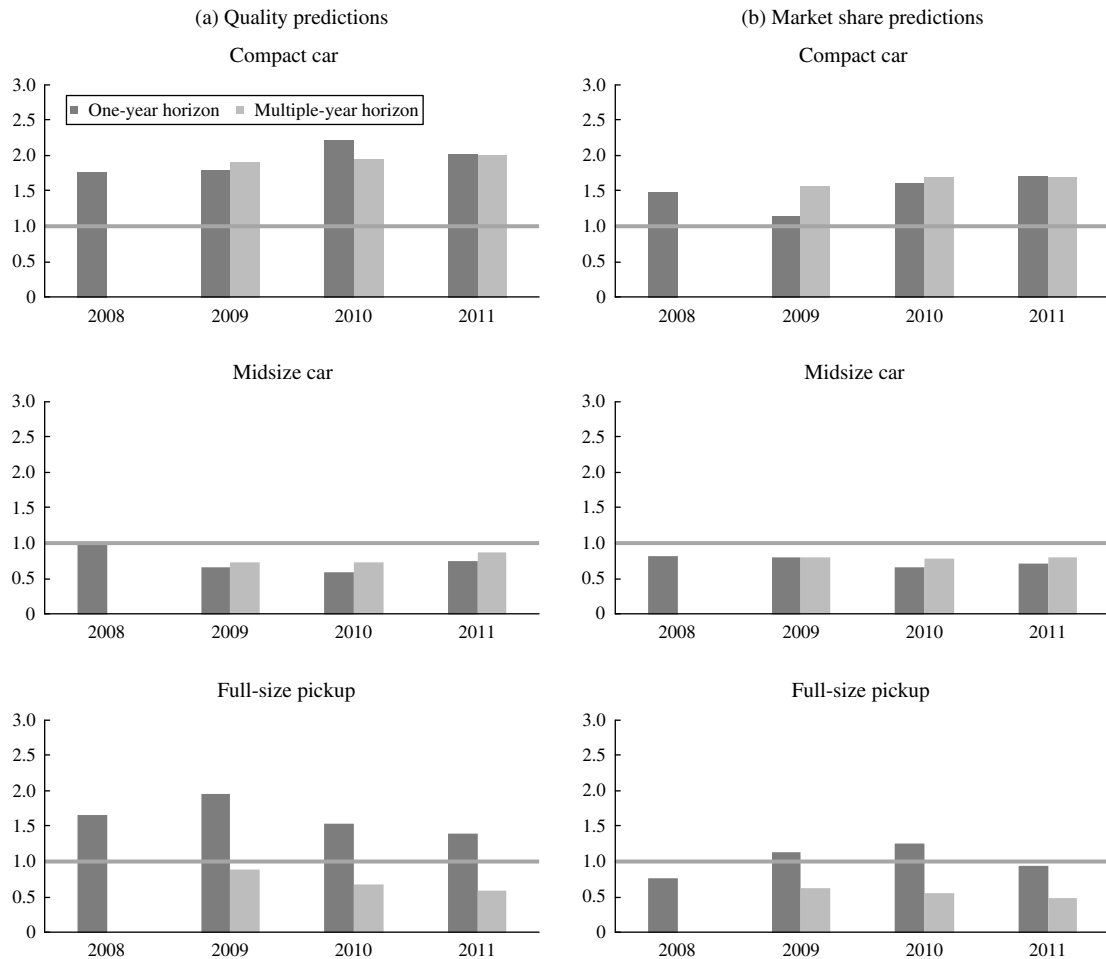 (a) Quality predictions
Compact car
3.0
2.5
2.0
1.5
1.0
0.5
0
One-year horizon Multiple-year horizon
2008 2009 2010 2011
Midsize car
3.0
2.5
2.0
1.5
1.0
0.5
0
2008 2009 2010 2011
Full-size pickup
3.0
2.5
2.0
1.5
1.0
0.5
0
2008 2009 2010 2011
(b) Market share predictions
Compact car
3.0
2.5
2.0
1.5
1.0
0.5
0
2008 2009 2010 2011
Midsize car
3.0
2.5
2.0
1.5
1.0
0.5
0
2008 2009 2010 2011
Full-size pickup
3.0
2.5
2.0
1.5
1.0
0.5
0
2008 2009 2010 2011